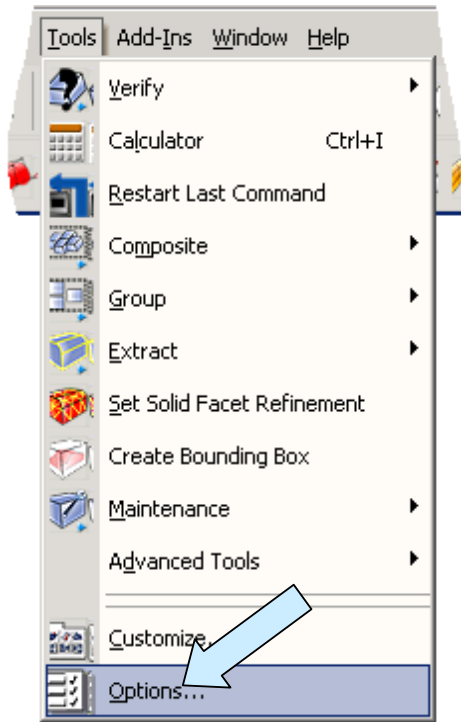 Tools Add-Ins Window Help
Verify
Calculator Ctrl+I
Restart Last Command
Composite
Group
Extract
Set Solid Facet Refinement
Create Bounding Box
Maintenance
Advanced Tools
Customize...
Options...